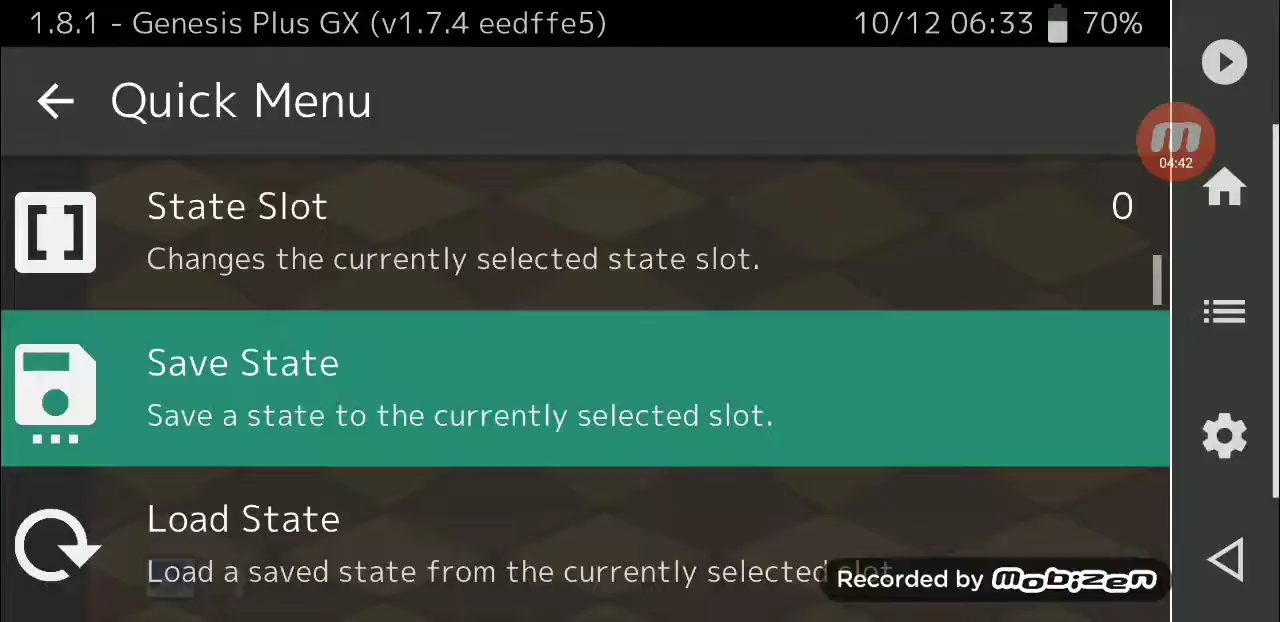 1.8.1 - Genesis Plus GX (v1.7.4 eedffe5) 10/12 06:33 70%
Quick Menu
04:42
State Slot 0
Changes the currently selected state slot.
Save State
Save a state to the currently selected slot.
Load State
Load a saved state from the currently selected slot.
Recorded by mobizen